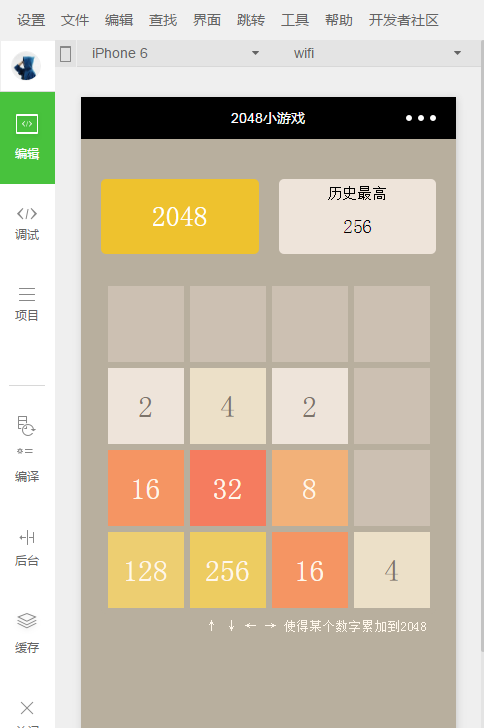 设置 文件 编辑 查找 界面 跳转 工具 帮助 开发者社区
iPhone 6 wifi
编辑
调试
项目
编译
后台
缓存
2048小游戏
2048
历史最高
256
2 4 2
16 32 8
128 256 16 4
↑ ↓ ← → 使得某个数字累加到2048